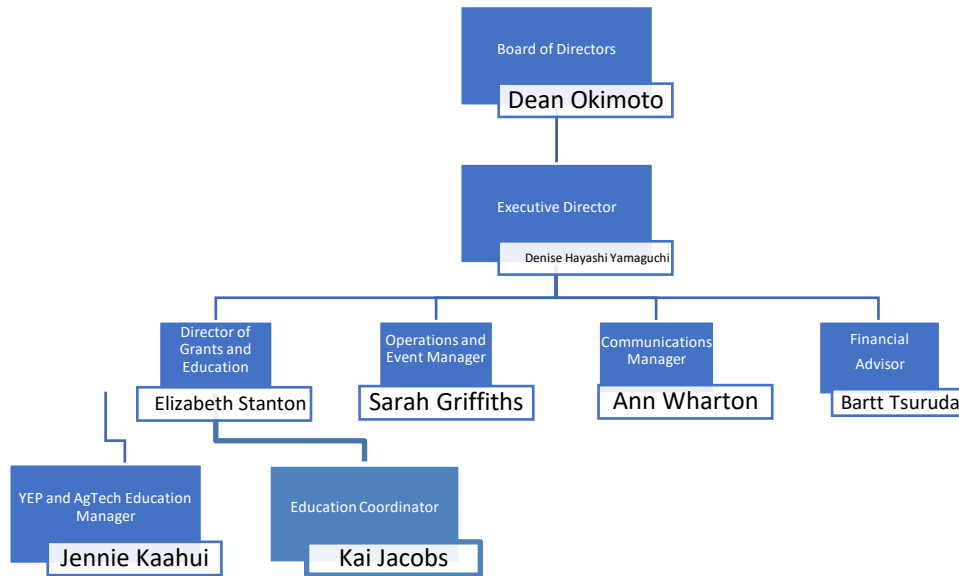 Board of Directors
Dean Okimoto
Executive Director
Denise Hayashi Yamaguchi
Director of
Grants and
Education
Elizabeth Stanton
Operations and
Event Manager
Sarah Griffiths
Communications
Manager
Ann Wharton
Financial
Advisor
Bartt Tsuruda
YEP and AgTech Education
Manager
Jennie Kaahui
Education Coordinator
Kai Jacobs